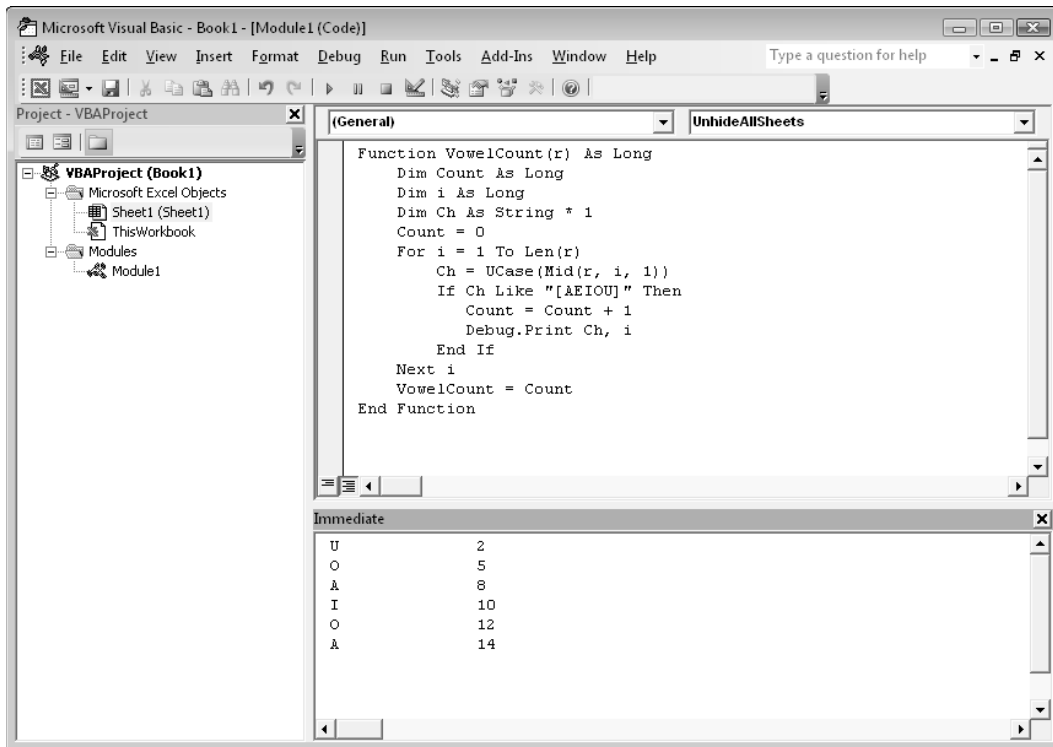 Microsoft Visual Basic - Book1 - [Module1 (Code)]
File Edit View Insert Format Debug Run Tools Add-Ins Window Help Type a question for help
Project - VBAProject
(General) UnhideAllSheets
VBAProject (Book1)
Microsoft Excel Objects
Sheet1 (Sheet1)
ThisWorkbook
Modules
Module1
Function VowelCount(r) As Long
Dim Count As Long
Dim i As Long
Dim Ch As String * 1
Count = 0
For i = 1 To Len(r)
Ch = UCase(Mid(r, i, 1))
If Ch Like "[AEIOU]" Then
Count = Count + 1
Debug.Print Ch, i
End If
Next i
VowelCount = Count
End Function
Immediate
U 2
O 5
A 8
I 10
O 12
A 14